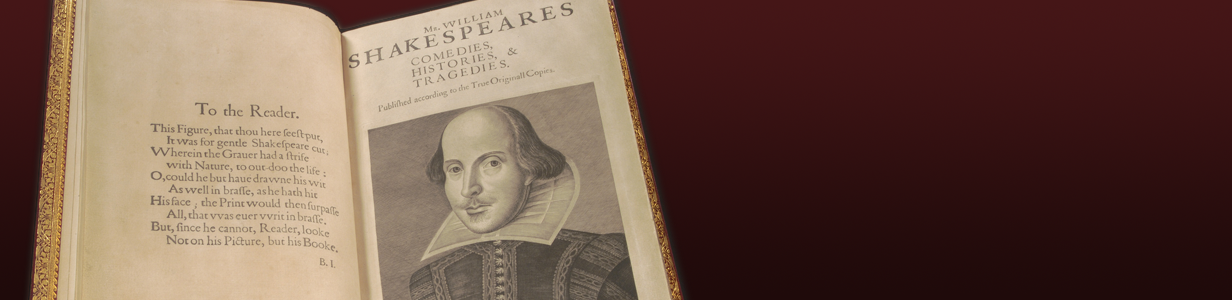 To the Reader.
This Figure, that thou here seeſt put,
It was for gentle Shakeſpeare cut;
Wherein the Grauer had a ſtrife
with Nature, to out-doo the life :
O, could he but haue drawne his wit
As well in braſſe, as he hath hit
His face ; the Print would then ſurpaſſe
All, that vvas euer vvrit in braſſe.
But, ſince he cannot, Reader, looke
Not on his Picture, but his Booke.
B. I.
Mr. WILLIAM
SHAKESPEARES
COMEDIES,
HISTORIES, &
TRAGEDIES.
Publiſhed according to the True Originall Copies.